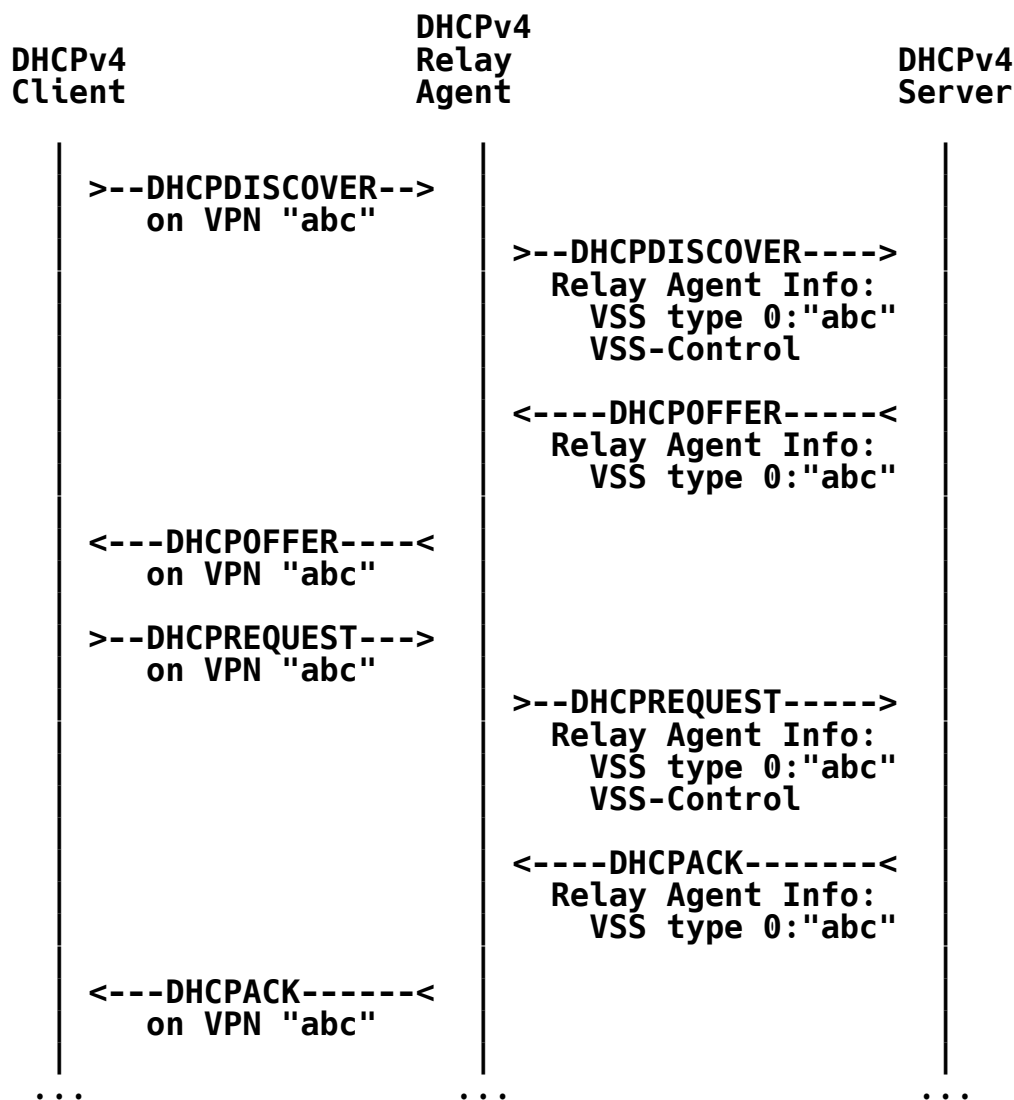 DHCPv4
DHCPv4 Relay DHCPv4
Client Agent Server
>--DHCPDISCOVER-->
on VPN "abc"
>--DHCPDISCOVER---->
Relay Agent Info:
VSS type 0:"abc"
VSS-Control
<----DHCPOFFER-----<
Relay Agent Info:
VSS type 0:"abc"
<---DHCPOFFER----<
on VPN "abc"
>--DHCPREQUEST--->
on VPN "abc"
>--DHCPREQUEST----->
Relay Agent Info:
VSS type 0:"abc"
VSS-Control
<----DHCPACK-------<
Relay Agent Info:
VSS type 0:"abc"
<---DHCPACK------<
on VPN "abc"
... ... ...